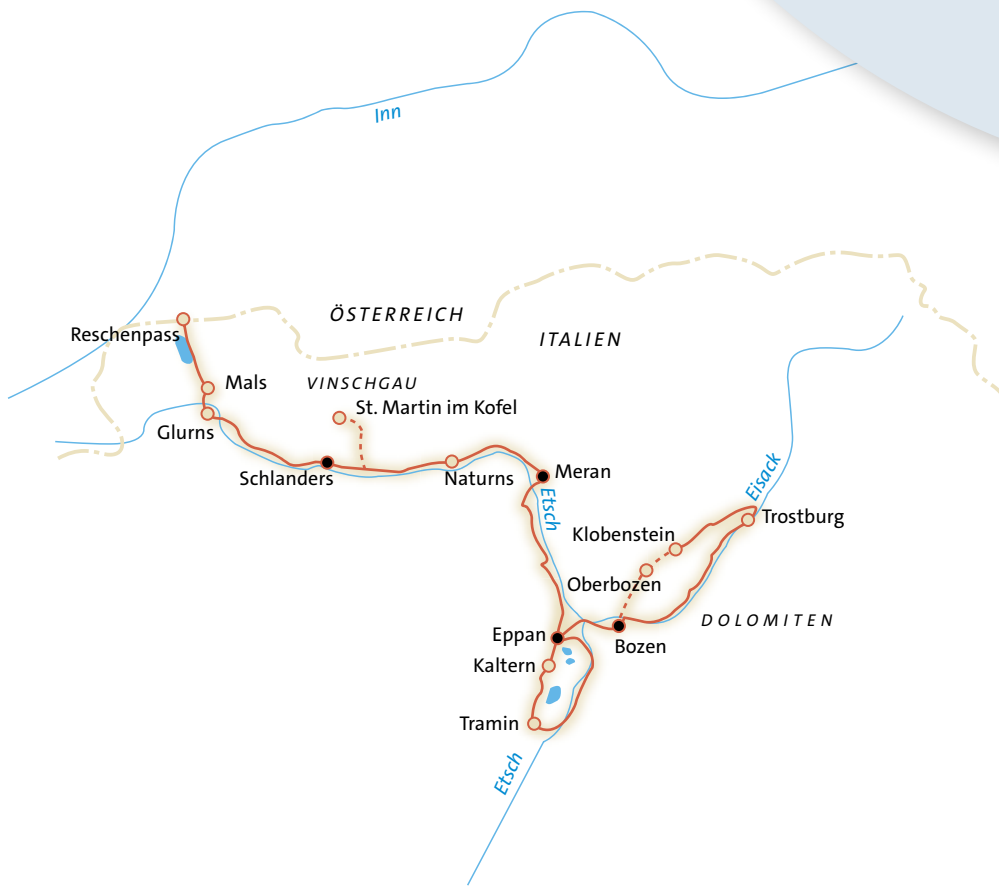 Inn
ÖSTERREICH
Reschenpass
ITALIEN
Mals
VINSCHGAU
St. Martin im Kofel
Glurns
Schlanders
Naturns
Meran
Etsch
Eisack
Trostburg
Klobenstein
Oberbozen
DOLOMITEN
Eppan
Bozen
Kaltern
Tramin
Etsch